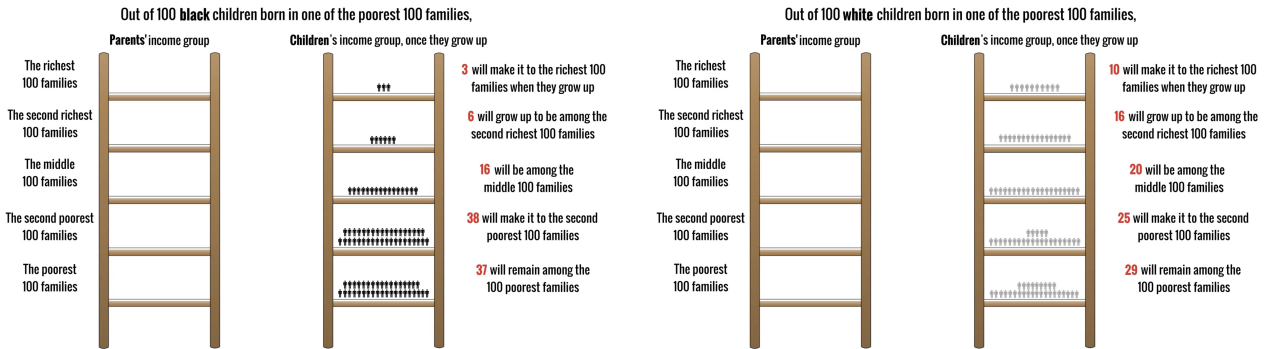 Out of 100 black children born in one of the poorest 100 families,
Parents' income group
Children's income group, once they grow up
The richest
100 families
3 will make it to the richest 100
families when they grow up
The second richest
100 families
6 will grow up to be among the
second richest 100 families
The middle
100 families
16 will be among the
middle 100 families
The second poorest
100 families
38 will make it to the second
poorest 100 families
The poorest
100 families
37 will remain among the
100 poorest families
Out of 100 white children born in one of the poorest 100 families,
Parents' income group
Children's income group, once they grow up
The richest
100 families
10 will make it to the richest 100
families when they grow up
The second richest
100 families
16 will grow up to be among the
second richest 100 families
The middle
100 families
20 will be among the
middle 100 families
The second poorest
100 families
25 will make it to the second
poorest 100 families
The poorest
100 families
29 will remain among the
100 poorest families